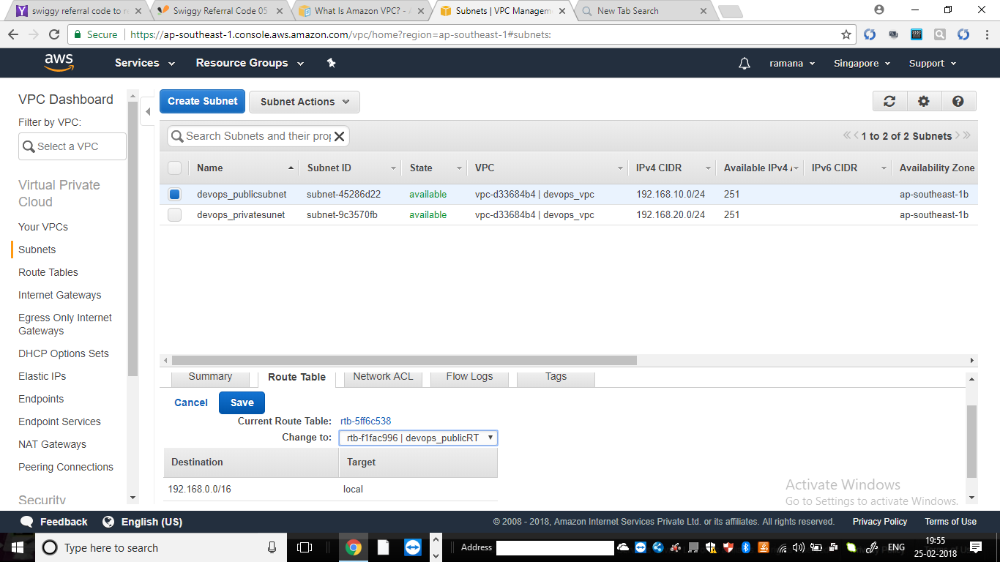 swiggy referral code to r
Swiggy Referral Code 05
What Is Amazon VPC? - A
Subnets | VPC Managem
New Tab Search
Secure
https://ap-southeast-1.console.aws.amazon.com/vpc/home?region=ap-southeast-1#subnets:
aws
Services
Resource Groups
ramana
Singapore
Support
VPC Dashboard
Filter by VPC:
Select a VPC
Virtual Private
Cloud
Your VPCs
Subnets
Route Tables
Internet Gateways
Egress Only Internet
Gateways
DHCP Options Sets
Elastic IPs
Endpoints
Endpoint Services
NAT Gateways
Peering Connections
Security
Create Subnet
Subnet Actions
Search Subnets and their prop
1 to 2 of 2 Subnets
Name Subnet ID State VPC IPv4 CIDR Available IPv4 IPv6 CIDR Availability Zone
devops_publicsubnet subnet-45286d22 available vpc-d33684b4 | devops_vpc 192.168.10.0/24 251 ap-southeast-1b
devops_privatesunet subnet-9c3570fb available vpc-d33684b4 | devops_vpc 192.168.20.0/24 251 ap-southeast-1b
Summary Route Table Network ACL Flow Logs Tags
Cancel Save
Current Route Table: rtb-5ff6c538
Change to: rtb-f1fac996 | devops_publicRT
Destination Target
192.168.0.0/16 local
Activate Windows
Go to Settings to activate Windows.
Feedback English (US)
© 2008 - 2018, Amazon Internet Services Private Ltd. or its affiliates. All rights reserved. Privacy Policy Terms of Use
Type here to search
Address
ENG
19:55
25-02-2018